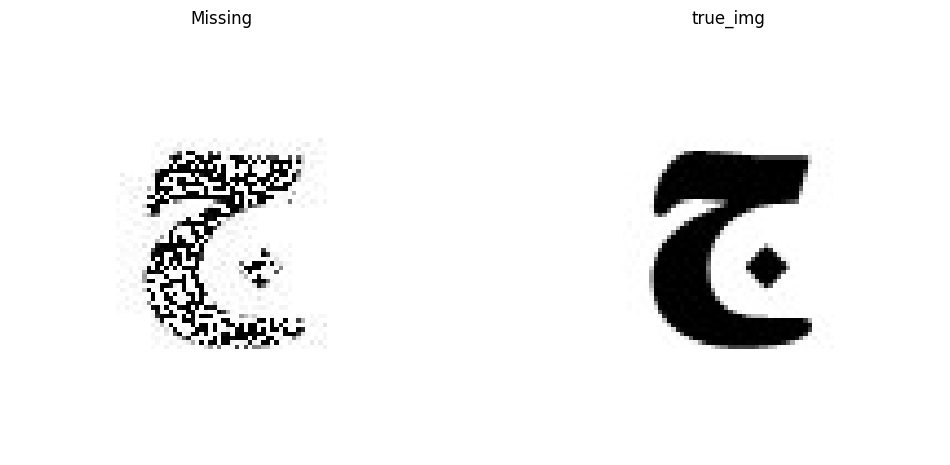 Missing true_img
ج ج